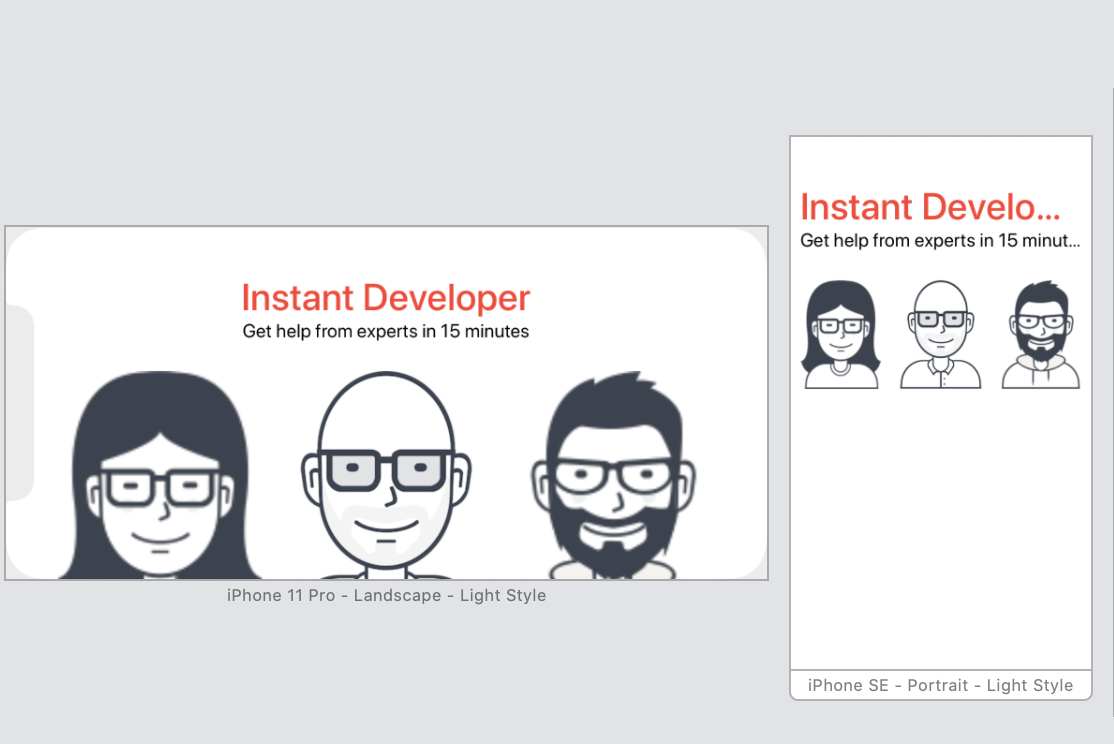 Instant Developer
Get help from experts in 15 minutes
iPhone 11 Pro - Landscape - Light Style
Instant Develo...
Get help from experts in 15 minut...
iPhone SE - Portrait - Light Style